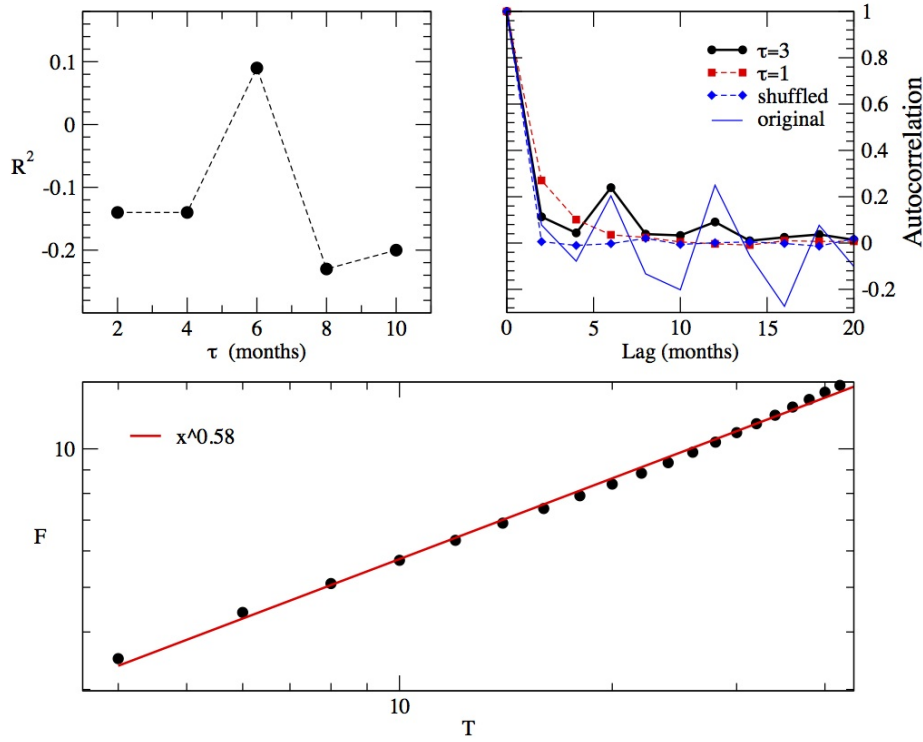 0.1
0
-0.1
-0.2
R^2
2 4 6 8 10
τ (months)
1
0.8
0.6
0.4
0.2
0
-0.2
Autocorrelation
τ=3
τ=1
shuffled
original
0 5 10 15 20
Lag (months)
10
F
x^0.58
10
T